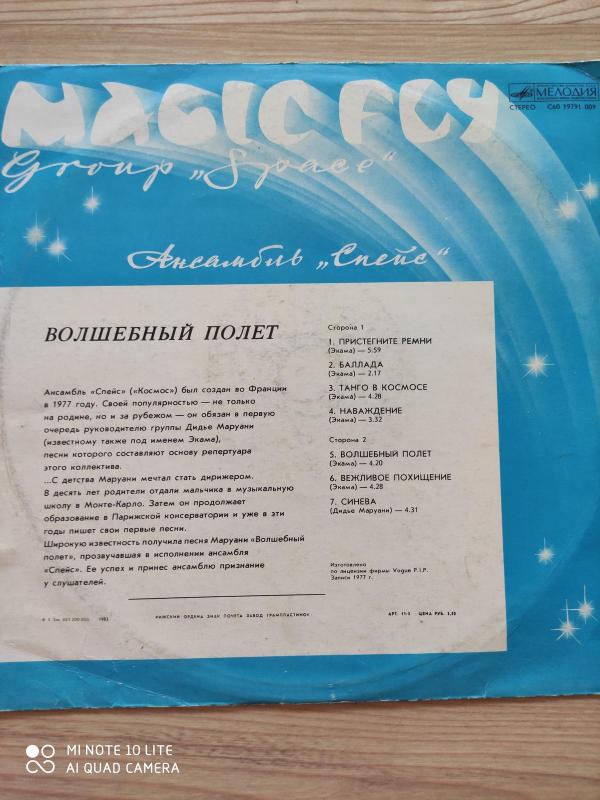 MAGIC FLY
Group „Space"
МЕЛОДИЯ
СТЕРЕО С60 19791 009
Ансамбль „Спейс"
ВОЛШЕБНЫЙ ПОЛЕТ
Ансамбль «Спейс» («Космос») был создан во Франции
в 1977 году. Своей популярностью — не только
на родине, но и за рубежом — он обязан в первую
очередь руководителю группы Дидье Маруани
(известному также под именем Экама),
песни которого составляют основу репертуара
этого коллектива.
...С детства Маруани мечтал стать дирижером.
В десять лет родители отдали мальчика в музыкальную
школу в Монте-Карло. Затем он продолжает
образование в Парижской консерватории и уже в эти
годы пишет свои первые песни.
Широкую известность получила песня Маруани «Волшебный
полет», прозвучавшая в исполнении ансамбля
«Спейс». Ее успех и принес ансамблю признание
у слушателей.
Сторона 1
1. ПРИСТЕГНИТЕ РЕМНИ
(Экама) — 5.59
2. БАЛЛАДА
(Экама) — 2.17
3. ТАНГО В КОСМОСЕ
(Экама) — 4.28
4. НАВАЖДЕНИЕ
(Экама) — 3.32
Сторона 2
5. ВОЛШЕБНЫЙ ПОЛЕТ
(Экама) — 4.20
6. ВЕЖЛИВОЕ ПОХИЩЕНИЕ
(Экама) — 4.28
7. СИНЕВА
(Дидье Маруани) — 4.31
Изготовлено
по лицензии фирмы Vogue P.I.P.
Записи 1977 г.
1983
РИЖСКИЙ ОРДЕНА ЗНАК ПОЧЕТА ЗАВОД ГРАМПЛАСТИНОК
АРТ. 11-3 ЦЕНА РУБ.
MI NOTE 10 LITE
AI QUAD CAMERA